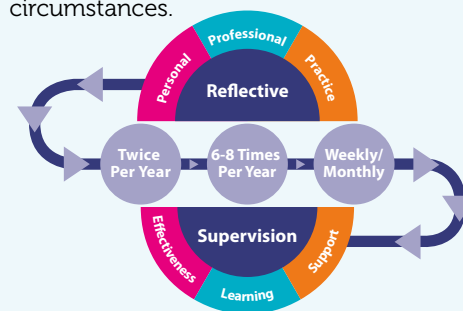 circumstances.
Personal
Professional
Practice
Reflective
Twice
Per Year
6-8 Times
Per Year
Weekly/
Monthly
Supervision
Effectiveness
Learning
Support